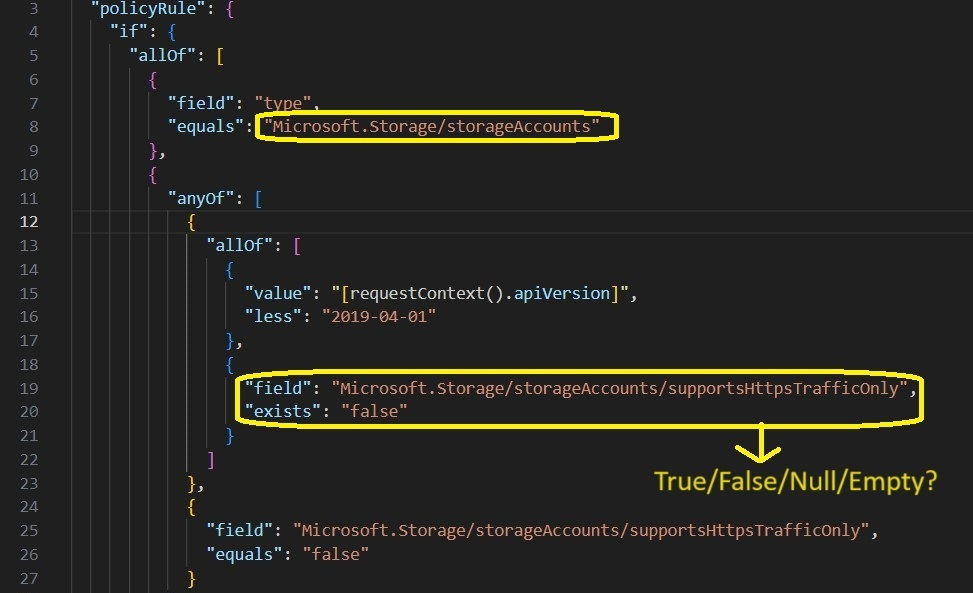 3 "policyRule": {
4 "if": {
5 "allOf": [
6 {
7 "field": "type",
8 "equals": "Microsoft.Storage/storageAccounts"
9 },
10 {
11 "anyOf": [
12 {
13 "allOf": [
14 {
15 "value": "[requestContext().apiVersion]",
16 "less": "2019-04-01"
17 },
18 {
19 "field": "Microsoft.Storage/storageAccounts/supportsHttpsTrafficOnly",
20 "exists": "false"
21 }
22 ]
True/False/Null/Empty?
23 },
24 {
25 "field": "Microsoft.Storage/storageAccounts/supportsHttpsTrafficOnly",
26 "equals": "false"
27 }